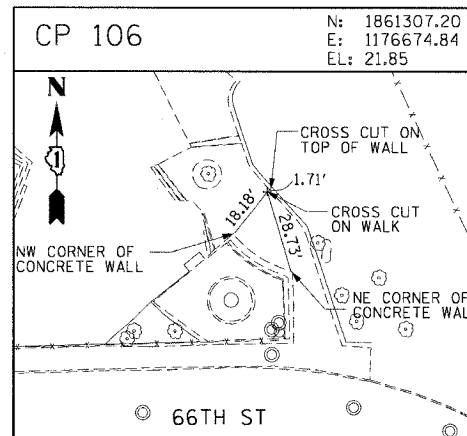 CP 106
N: 1861307.20
E: 1176674.84
EL: 21.85
N
1
CROSS CUT ON
TOP OF WALL
1.71'
CROSS CUT
ON WALK
18.18'
28.73'
NW CORNER OF
CONCRETE WALL
NE CORNER OF
CONCRETE WAL
66TH ST